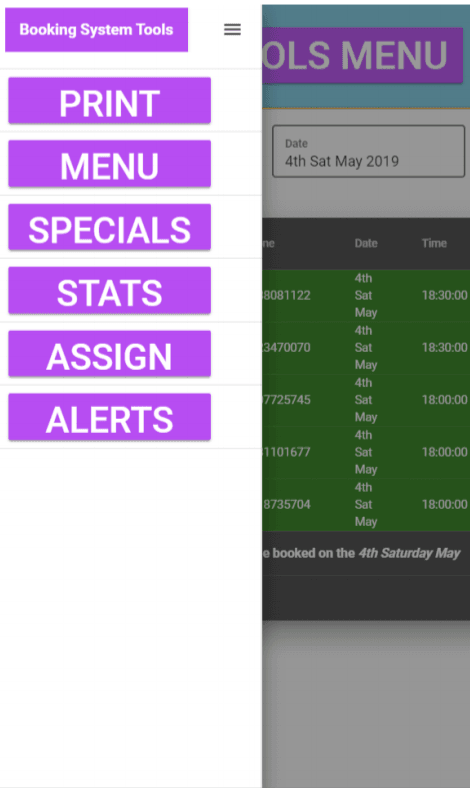 Booking System Tools
PRINT
MENU
SPECIALS
STATS
ASSIGN
ALERTS
OLS MENU
Date
4th Sat May 2019
ne Date Time
8081122 4th Sat May 18:30:00
3470070 4th Sat May 18:30:00
7725745 4th Sat May 18:00:00
1101677 4th Sat May 18:00:00
8735704 4th Sat May 18:00:00
e booked on the 4th Saturday May